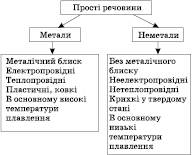 Прості речовини
Метали
Неметали
Металічний блиск
Електропровідні
Теплопровідні
Пластичні, ковкі
В основному високі
температури
плавлення
Без металічного
блиску
Неелектропровідні
Нетеплопровідні
Крихкі у твердому
стані
В основному
низькі
температури
плавлення